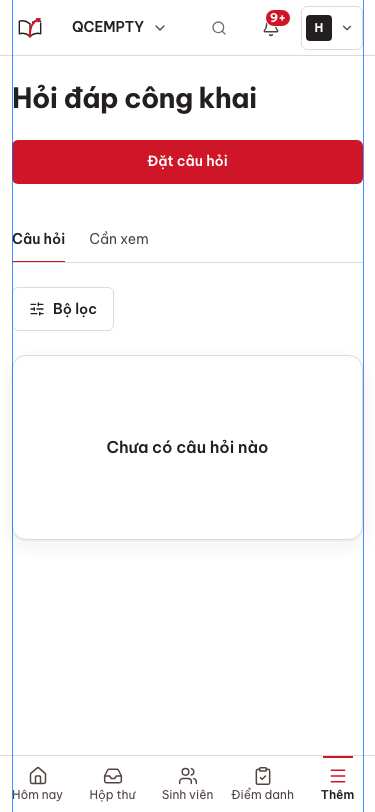 QCEMPTY
9+
H
Hỏi đáp công khai
Đặt câu hỏi
Câu hỏi
Cần xem
Bộ lọc
Chưa có câu hỏi nào
Hôm nay
Hộp thư
Sinh viên
Điểm danh
Thêm